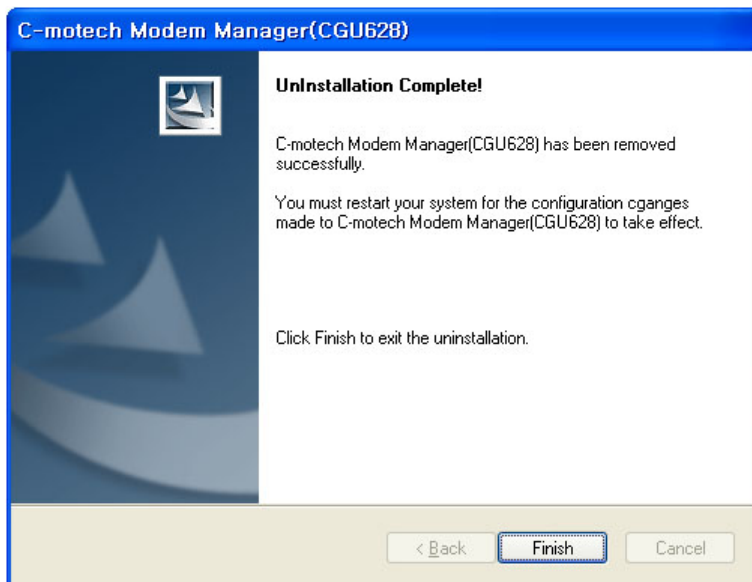 C-motech Modem Manager(CGU628)
UnInstallation Complete!
C-motech Modem Manager(CGU628) has been removed
successfully.
You must restart your system for the configuration cganges
made to C-motech Modem Manager(CGU628) to take effect.
Click Finish to exit the uninstallation.
< Back
Finish
Cancel